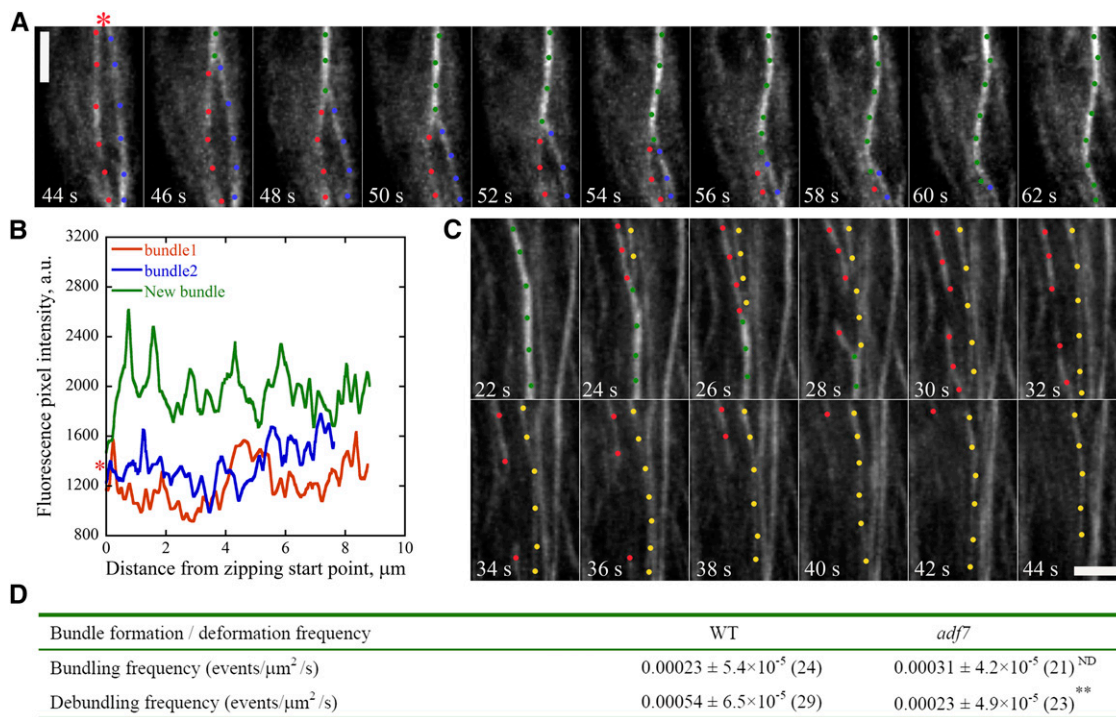 A
*
44 s 46 s 48 s 50 s 52 s 54 s 56 s 58 s 60 s 62 s
B
3200
2800
2400
2000
1600
1200
800
*
Fluorescence pixel intensity, a.u.
bundle1
bundle2
New bundle
0 2 4 6 8 10
Distance from zipping start point, μm
C
22 s 24 s 26 s 28 s 30 s 32 s
34 s 36 s 38 s 40 s 42 s 44 s
D
Bundle formation / deformation frequency WT adf7
Bundling frequency (events/μm²/s) 0.00023 ± 5.4×10⁻⁵ (24) 0.00031 ± 4.2×10⁻⁵ (21) ᴺᴰ
Debundling frequency (events/μm²/s) 0.00054 ± 6.5×10⁻⁵ (29) 0.00023 ± 4.9×10⁻⁵ (23) **